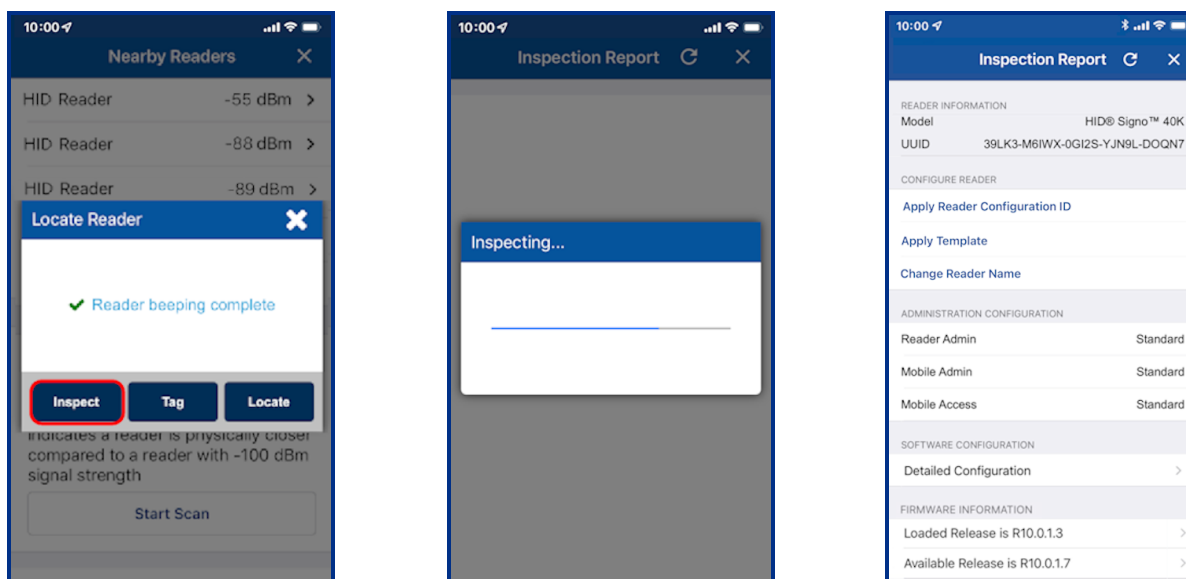 10:00
Nearby Readers
HID Reader -55 dBm
HID Reader -88 dBm
HID Reader -89 dBm
Locate Reader
Reader beeping complete
Inspect Tag Locate
indicates a reader is physically closer
compared to a reader with -100 dBm
signal strength
Start Scan
10:00
Inspection Report
Inspecting...
10:00
Inspection Report
READER INFORMATION
Model HID® Signo™ 40K
UUID 39LK3-M6IWX-0GI2S-YJN9L-DOQN7
CONFIGURE READER
Apply Reader Configuration ID
Apply Template
Change Reader Name
ADMINISTRATION CONFIGURATION
Reader Admin Standard
Mobile Admin Standard
Mobile Access Standard
SOFTWARE CONFIGURATION
Detailed Configuration
FIRMWARE INFORMATION
Loaded Release is R10.0.1.3
Available Release is R10.0.1.7